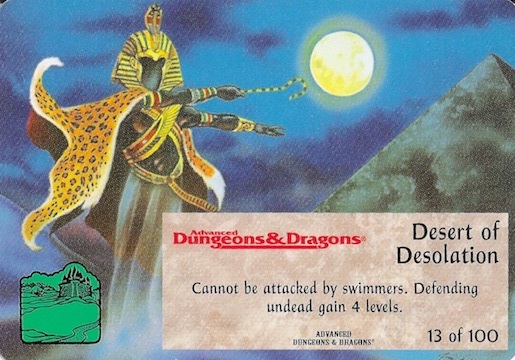 Advanced
Dungeons & Dragons®
Desert of
Desolation
Cannot be attacked by swimmers. Defending
undead gain 4 levels.
ADVANCED
DUNGEONS & DRAGONS®
13 of 100